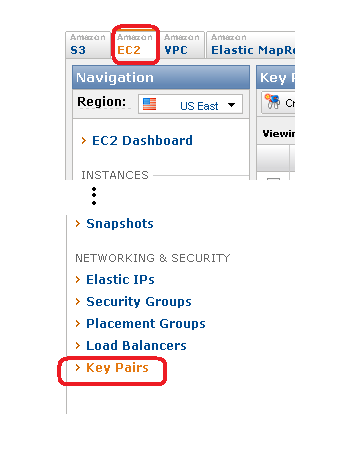 Amazon Amazon Amazon Amazon
S3 EC2 VPC Elastic MapRe
Navigation Key
Region: US East
EC2 Dashboard Viewin
INSTANCES
Snapshots
NETWORKING & SECURITY
Elastic IPs
Security Groups
Placement Groups
Load Balancers
Key Pairs